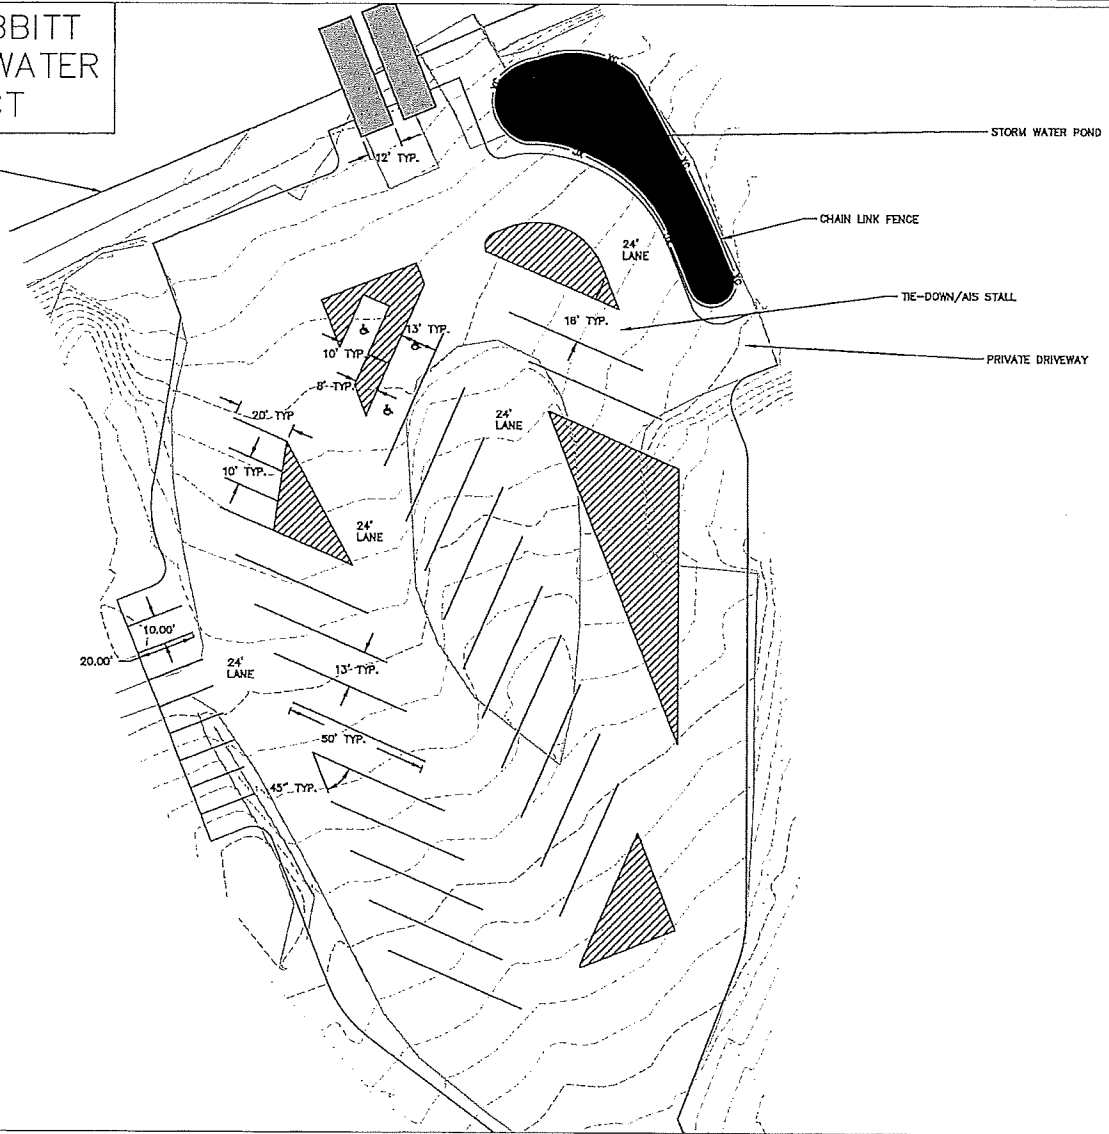 BBITT
WATER
CT
STORM WATER POND
12' TYP.
CHAIN LINK FENCE
24'
LANE
TIE-DOWN/AIS STALL
18' TYP.
13' TYP.
10' TYP.
PRIVATE DRIVEWAY
8' TYP.
20' TYP
24'
LANE
10' TYP.
24'
LANE
10.00'
20.00'
24'
LANE
13' TYP.
50' TYP.
45° TYP.